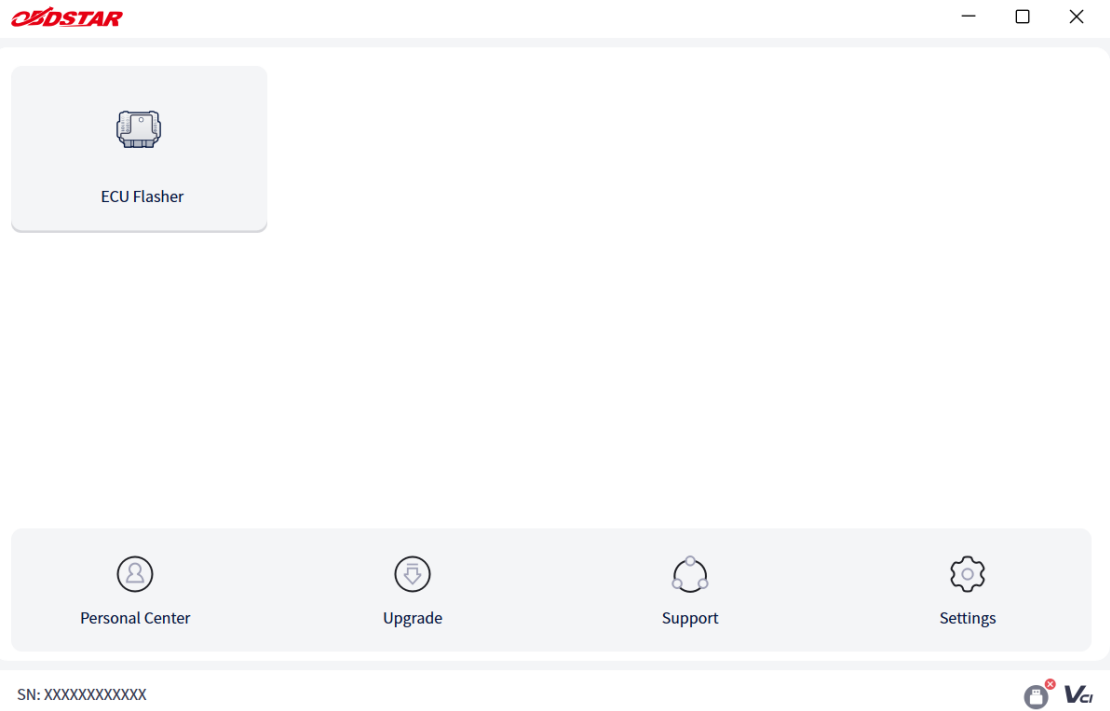 OBDSTAR
ECU Flasher
Personal Center
Upgrade
Support
Settings
SN: XXXXXXXXXXXX
VCI